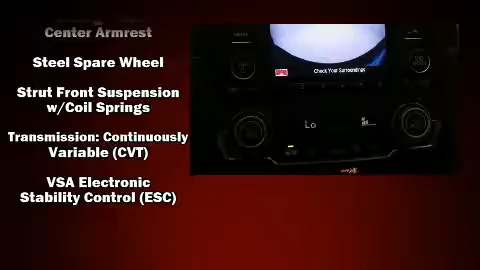 Center Armrest
Steel Spare Wheel
Strut Front Suspension
w/Coil Springs
Transmission: Continuously
Variable (CVT)
VSA Electronic
Stability Control (ESC)
Check Your Surroundings
Lo